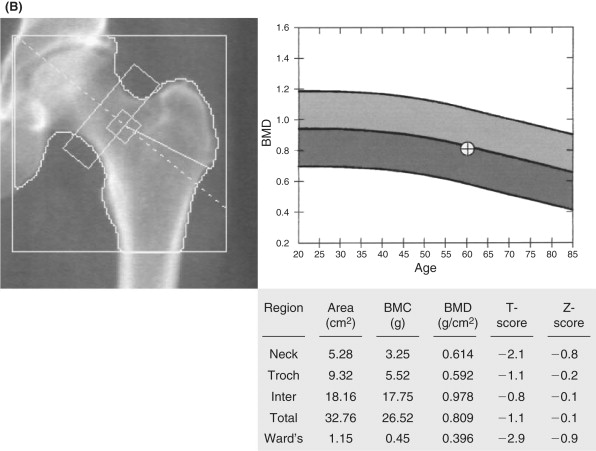 (B)
1.6
1.4
1.2
1.0
0.8
0.6
0.4
0.2
BMD
20 25 30 35 40 45 50 55 60 65 70 75 80 85
Age
Region Area (cm²) BMC (g) BMD (g/cm²) T-score Z-score
Neck 5.28 3.25 0.614 −2.1 −0.8
Troch 9.32 5.52 0.592 −1.1 −0.2
Inter 18.16 17.75 0.978 −0.8 −0.1
Total 32.76 26.52 0.809 −1.1 −0.1
Ward's 1.15 0.45 0.396 −2.9 −0.9